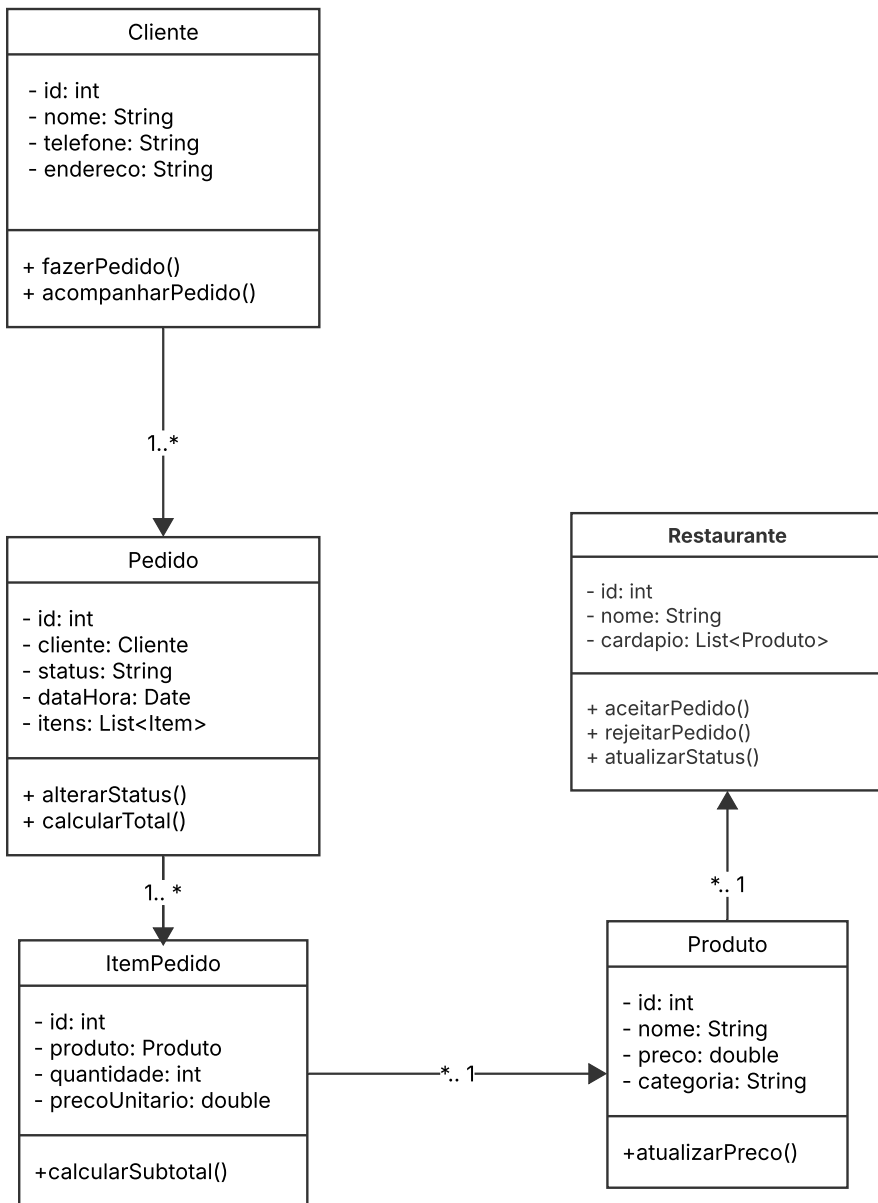 Cliente
- id: int
- nome: String
- telefone: String
- endereco: String
+ fazerPedido()
+ acompanharPedido()
1..*
Pedido
- id: int
- cliente: Cliente
- status: String
- dataHora: Date
- itens: List<Item>
+ alterarStatus()
+ calcularTotal()
1.. *
ItemPedido
- id: int
- produto: Produto
- quantidade: int
- precoUnitario: double
+calcularSubtotal()
*.. 1
Restaurante
- id: int
- nome: String
- cardapio: List<Produto>
+ aceitarPedido()
+ rejeitarPedido()
+ atualizarStatus()
*.. 1
Produto
- id: int
- nome: String
- preco: double
- categoria: String
+atualizarPreco()